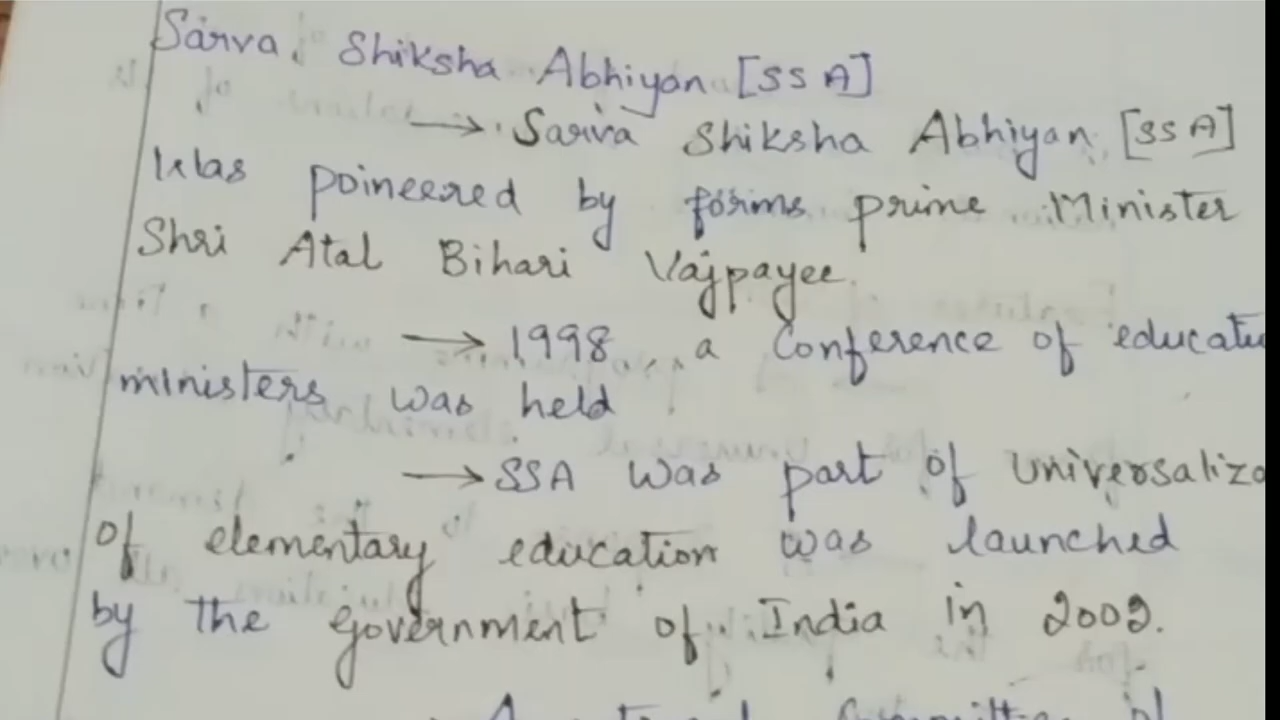 Sarva Shiksha Abhiyan [SSA]
→ Sarva Shiksha Abhiyan [SSA]
Was poineered by forms prime Minister
Shri Atal Bihari Vajpayee.
→ 1998, a Conference of educatu
ministers was held
→ SSA was part of universaliza
of elementary education was launched
by the government of India in 2002.